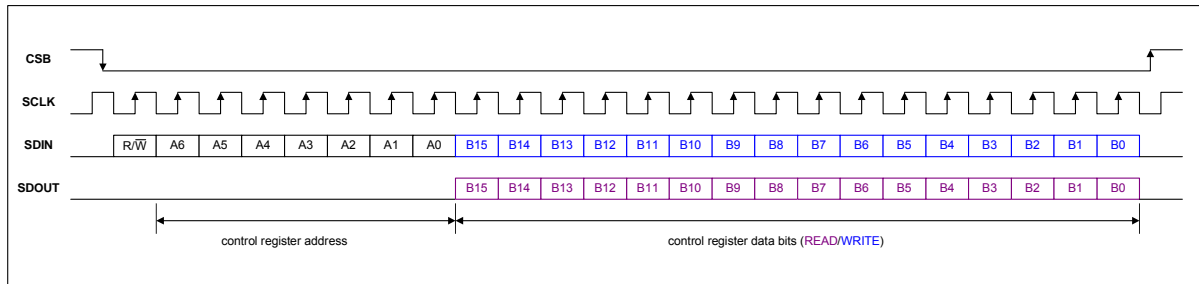 CSB
SCLK
SDIN R/W̅ A6 A5 A4 A3 A2 A1 A0 B15 B14 B13 B12 B11 B10 B9 B8 B7 B6 B5 B4 B3 B2 B1 B0
SDOUT B15 B14 B13 B12 B11 B10 B9 B8 B7 B6 B5 B4 B3 B2 B1 B0
control register address control register data bits (READ/WRITE)